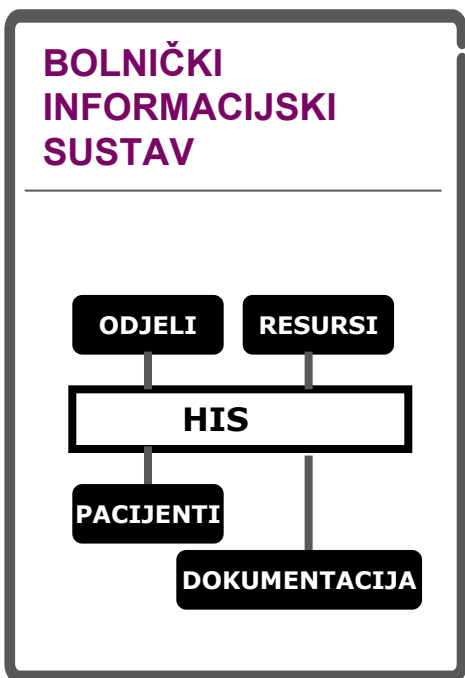 BOLNIČKI
INFORMACIJSKI
SUSTAV
ODJELI
RESURSI
HIS
PACIJENTI
DOKUMENTACIJA